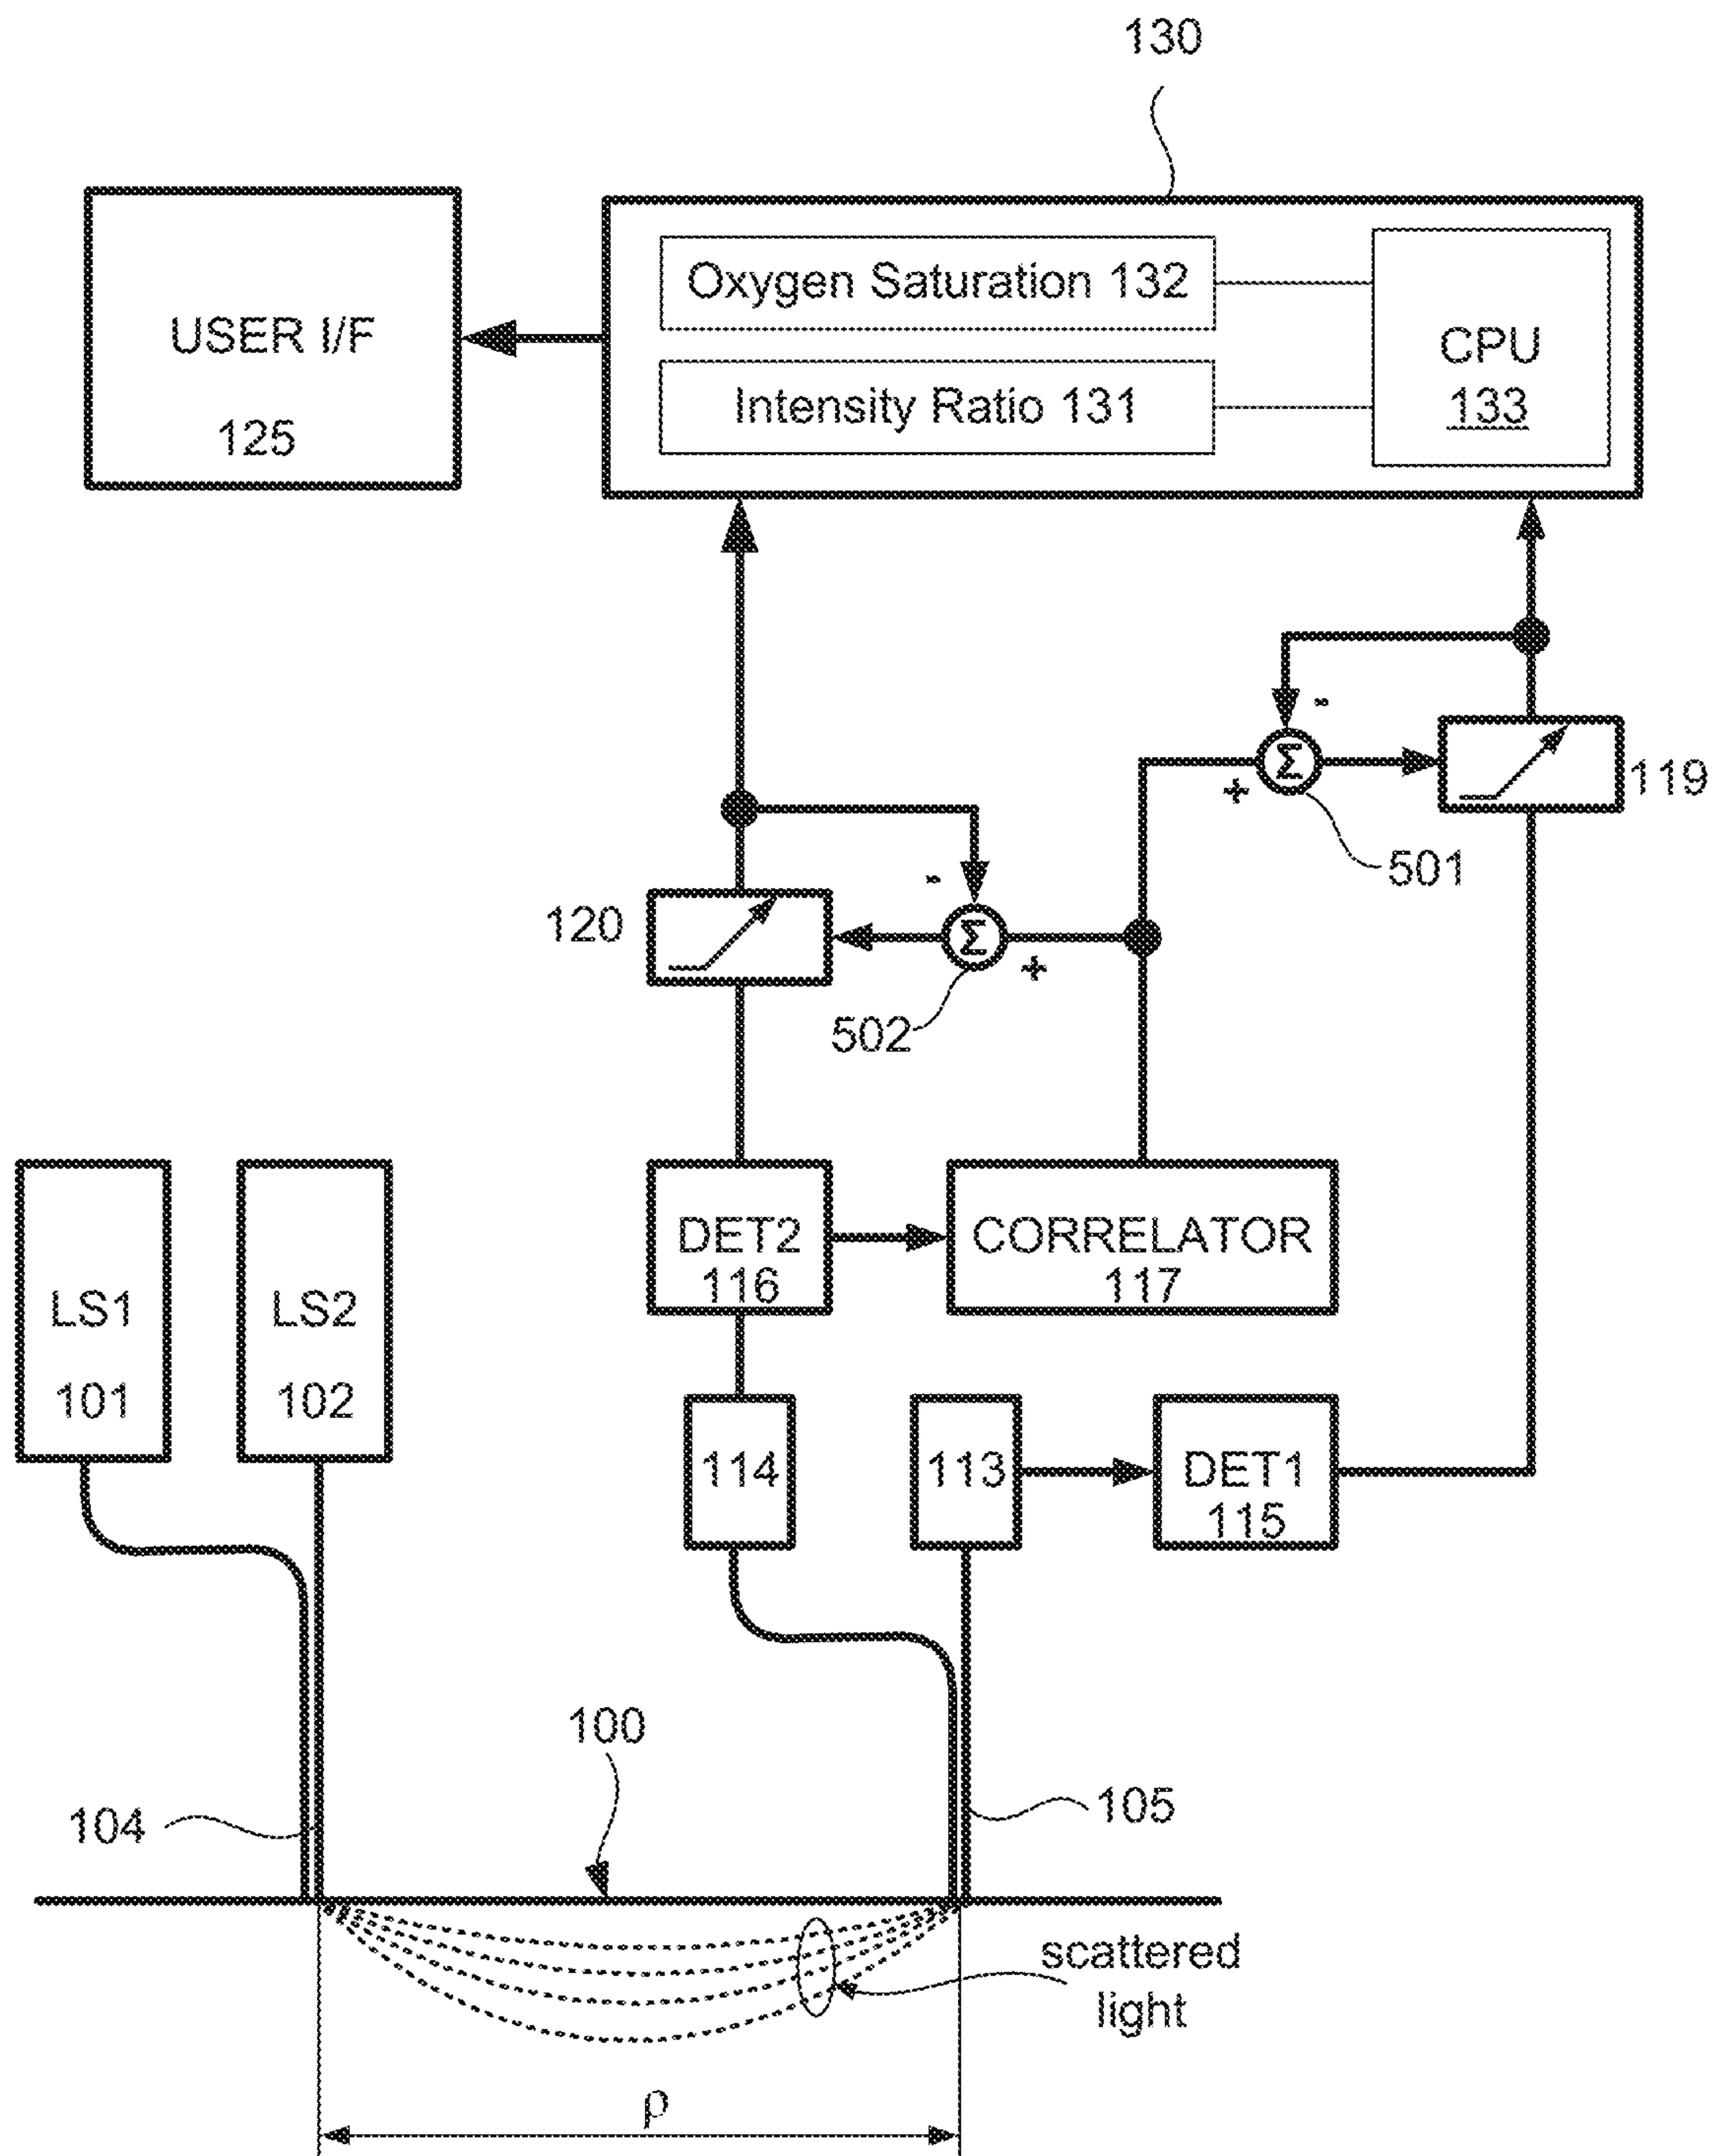 130
USER I/F
125
Oxygen Saturation 132
Intensity Ratio 131
CPU
133
-
Σ
+
119
501
120
-
Σ
+
502
LS1
101
LS2
102
DET2
116
CORRELATOR
117
114
113
DET1
115
100
104
105
scattered
light
ρ